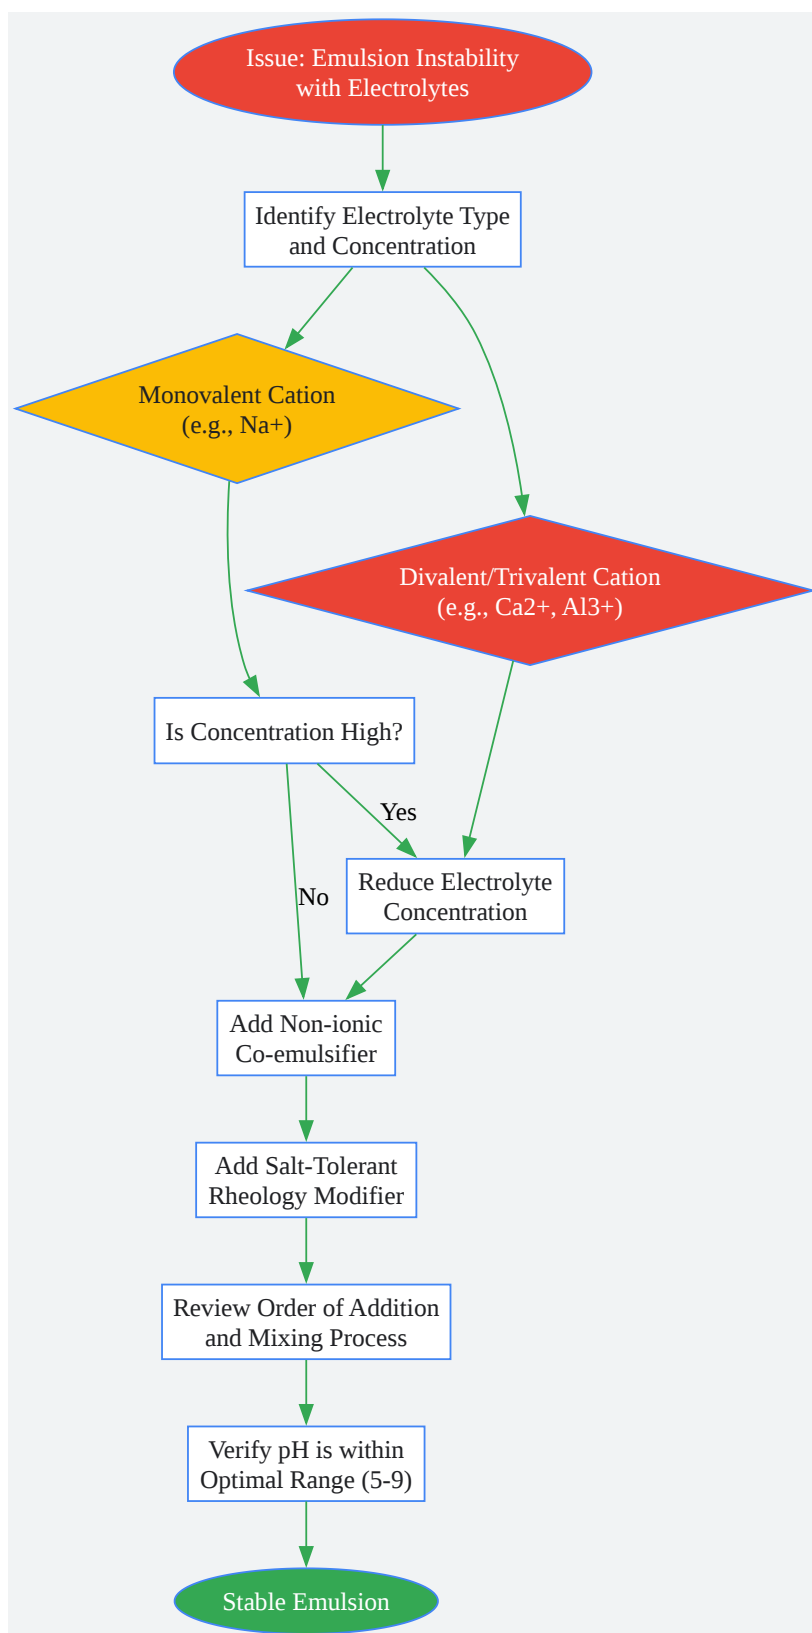 Issue: Emulsion Instability
with Electrolytes
Identify Electrolyte Type
and Concentration
Monovalent Cation
(e.g., Na+)
Divalent/Trivalent Cation
(e.g., Ca2+, Al3+)
Is Concentration High?
Yes
Reduce Electrolyte
Concentration
No
Add Non-ionic
Co-emulsifier
Add Salt-Tolerant
Rheology Modifier
Review Order of Addition
and Mixing Process
Verify pH is within
Optimal Range (5-9)
Stable Emulsion